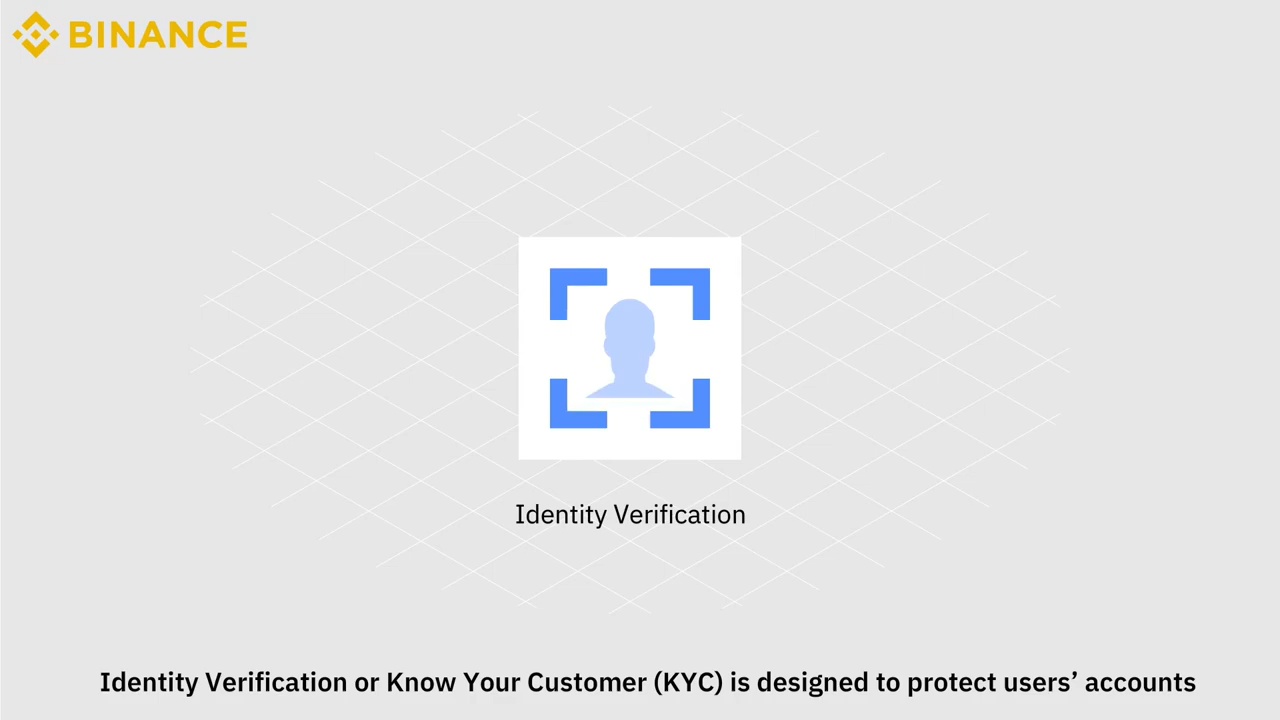 BINANCE
Identity Verification
Identity Verification or Know Your Customer (KYC) is designed to protect users’ accounts